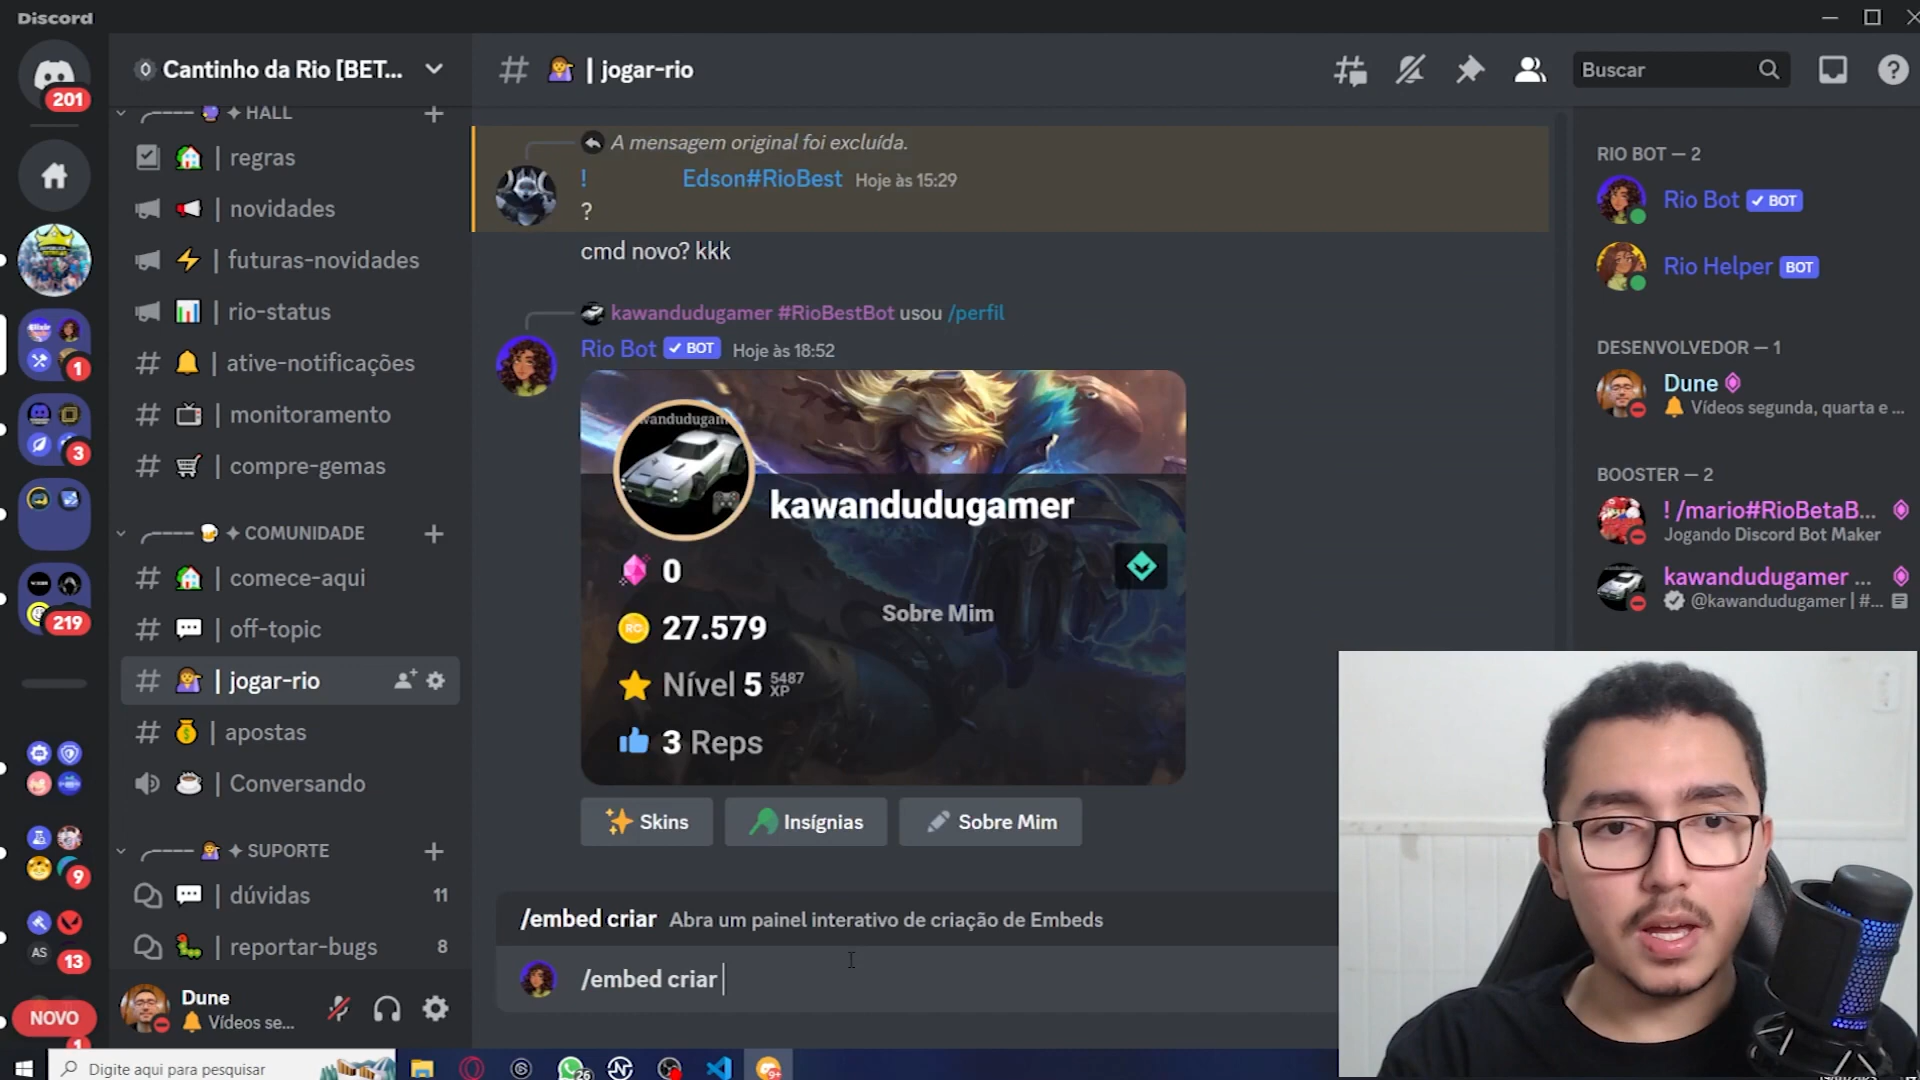 Discord
201
1
3
219
9
AS
13
NOVO
1
Cantinho da Rio [BET...
HALL
| regras
| novidades
| futuras-novidades
| rio-status
| ative-notificações
| monitoramento
| compre-gemas
COMUNIDADE
| comece-aqui
| off-topic
| jogar-rio
| apostas
| Conversando
SUPORTE
| dúvidas 11
| reportar-bugs 8
Dune
Vídeos se...
# | jogar-rio
Buscar
A mensagem original foi excluída.
! Edson#RioBest Hoje às 15:29
?
cmd novo? kkk
kawandudugamer #RioBestBot usou /perfil
Rio Bot BOT Hoje às 18:52
kawandudugamer
0
Sobre Mim
RC 27.579
Nível 5 5487 XP
3 Reps
Skins
Insígnias
Sobre Mim
/embed criar Abra um painel interativo de criação de Embeds
/embed criar
RIO BOT — 2
Rio Bot BOT
Rio Helper BOT
DESENVOLVEDOR — 1
Dune
Vídeos segunda, quarta e ...
BOOSTER — 2
! /mario#RioBetaB...
Jogando Discord Bot Maker
kawandudugamer ...
@kawandudugamer | #...
Digite aqui para pesquisar
26
9+